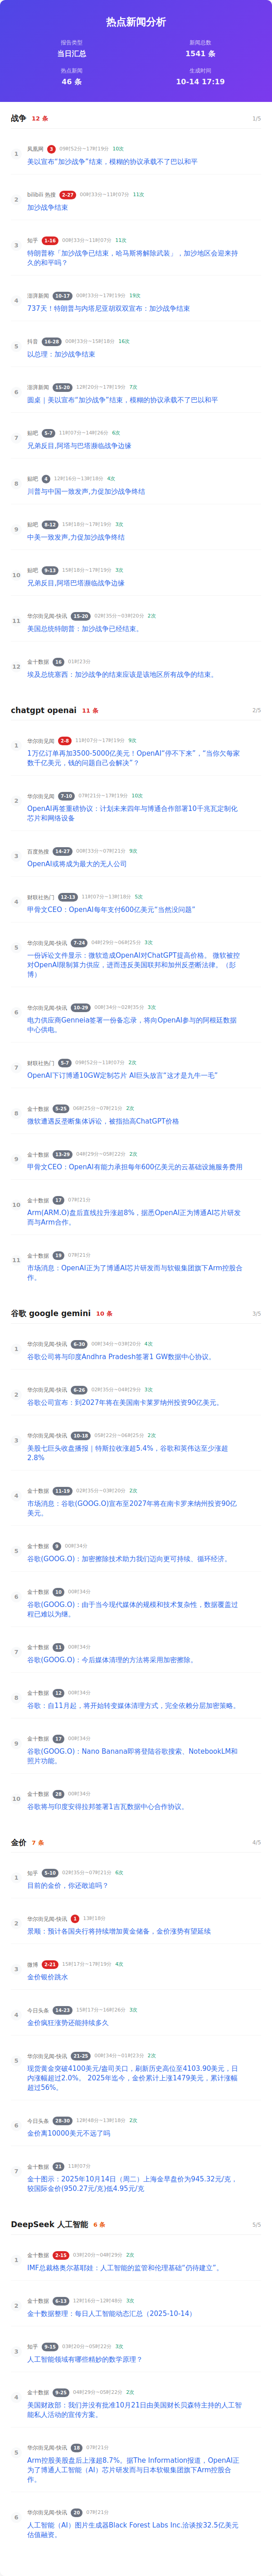 热点新闻分析
报告类型
新闻总数
当日汇总
1541 条
热点新闻
生成时间
46 条
10-14 17:19
战争 12 条
1/5
1
凤凰网 3 09时52分~17时19分 10次
美以宣布"加沙战争"结束，模糊的协议承载不了巴以和平
2
bilibili 热搜 2-27 00时33分~11时07分 11次
加沙战争结束
3
知乎 1-16 00时33分~11时07分 11次
特朗普称「加沙战争已结束，哈马斯将解除武装」，加沙地区会迎来持
久的和平吗？
4
澎湃新闻 10-17 00时33分~17时19分 19次
737天！特朗普与内塔尼亚胡双双宣布：加沙战争结束
5
抖音 16-28 00时33分~15时18分 16次
以总理：加沙战争结束
6
澎湃新闻 15-20 12时20分~17时19分 7次
圆桌｜美以宣布"加沙战争"结束，模糊的协议承载不了巴以和平
7
贴吧 5-7 11时07分~14时26分 6次
兄弟反目,阿塔与巴塔濒临战争边缘
8
贴吧 4 12时16分~13时18分 4次
川普与中国一致发声,力促加沙战争终结
9
贴吧 8-12 15时18分~17时19分 3次
中美一致发声,力促加沙战争终结
10
贴吧 9-13 15时18分~17时19分 3次
兄弟反目,阿塔巴塔濒临战争边缘
11
华尔街见闻-快讯 15-20 02时35分~03时20分 2次
美国总统特朗普：加沙战争已经结束。
12
金十数据 16 01时23分
埃及总统塞西：加沙战争的结束应该是该地区所有战争的结束。
chatgpt openai 11 条
2/5
1
华尔街见闻 2-8 11时07分~17时19分 9次
1万亿订单再加3500-5000亿美元！OpenAI"停不下来"，"当你欠每家
数千亿美元，钱的问题自己会解决"？
2
华尔街见闻 7-10 07时21分~17时19分 10次
OpenAI再签重磅协议：计划未来四年与博通合作部署10千兆瓦定制化
芯片和网络设备
3
百度热搜 14-27 00时33分~07时21分 9次
OpenAI或将成为最大的无人公司
4
财联社热门 12-13 11时07分~13时18分 5次
甲骨文CEO：OpenAI每年支付600亿美元"当然没问题"
5
华尔街见闻-快讯 7-24 04时29分~06时25分 3次
一份诉讼文件显示：微软造成OpenAI对ChatGPT提高价格。 微软被控
对OpenAI限制算力供应，进而违反美国联邦和加州反垄断法律。（彭
博）
6
华尔街见闻-快讯 10-29 00时34分~02时35分 3次
电力供应商Genneia签署一份备忘录，将向OpenAI参与的阿根廷数据
中心供电。
7
财联社热门 5-7 09时52分~11时07分 2次
OpenAI下订博通10GW定制芯片 AI巨头放言"这才是九牛一毛"
8
金十数据 5-25 06时25分~07时21分 2次
微软遭遇反垄断集体诉讼，被指抬高ChatGPT价格
9
金十数据 13-29 04时29分~05时22分 2次
甲骨文CEO：OpenAI有能力承担每年600亿美元的云基础设施服务费用
10
金十数据 17 07时21分
Arm(ARM.O)盘后直线上升涨超8%，据悉OpenAI正为博通AI芯片研发
而与Arm合作。
11
金十数据 19 07时21分
市场消息：OpenAI正为了博通AI芯片研发而与软银集团旗下Arm控股合
作。
谷歌 google gemini 10 条
3/5
1
华尔街见闻-快讯 6-30 00时34分~03时20分 4次
谷歌公司将与印度Andhra Pradesh签署1 GW数据中心协议。
2
华尔街见闻-快讯 6-26 02时35分~04时29分 3次
谷歌公司宣布：到2027年将在美国南卡莱罗纳州投资90亿美元。
3
华尔街见闻-快讯 10-18 05时22分~06时25分 2次
美股七巨头收盘播报｜特斯拉收涨超5.4%，谷歌和英伟达至少涨超
2.8%
4
金十数据 11-19 02时35分~03时20分 2次
市场消息：谷歌(GOOG.O)宣布至2027年将在南卡罗来纳州投资90亿
美元。
5
金十数据 9 00时34分
谷歌(GOOG.O)：加密擦除技术助力我们迈向更可持续、循环经济。
6
金十数据 10 00时34分
谷歌(GOOG.O)：由于当今现代媒体的规模和技术复杂性，数据覆盖过
程已难以为继。
7
金十数据 11 00时34分
谷歌(GOOG.O)：今后媒体清理的方法将采用加密擦除。
8
金十数据 12 00时34分
谷歌：自11月起，将开始转变媒体清理方式，完全依赖分层加密策略。
9
金十数据 17 00时34分
谷歌(GOOG.O)：Nano Banana即将登陆谷歌搜索、NotebookLM和
照片功能。
10
金十数据 28 00时34分
谷歌将与印度安得拉邦签署1吉瓦数据中心合作协议。
金价 7 条
4/5
1
知乎 5-10 02时35分~07时21分 6次
目前的金价，你还敢追吗？
2
华尔街见闻-快讯 1 13时18分
景顺：预计各国央行将持续增加黄金储备，金价涨势有望延续
3
微博 2-21 15时17分~17时19分 4次
金价银价跳水
4
今日头条 14-23 15时17分~16时26分 3次
金价疯狂涨势还能持续多久
5
华尔街见闻-快讯 21-25 00时34分~01时23分 2次
现货黄金突破4100美元/盎司关口，刷新历史高位至4103.90美元，日
内涨幅超过2.0%。 2025年迄今，金价累计上涨1479美元，累计涨幅
超过56%。
6
今日头条 28-30 12时48分~13时18分 2次
金价离10000美元不远了吗
7
金十数据 21 11时07分
金十图示：2025年10月14日（周二）上海金早盘价为945.32元/克，
较国际金价(950.27元/克)低4.95元/克
DeepSeek 人工智能 6 条
5/5
1
金十数据 2-15 03时20分~04时29分 2次
IMF总裁格奥尔基耶娃：人工智能的监管和伦理基础"仍待建立"。
2
金十数据 6-13 12时16分~12时48分 3次
金十数据整理：每日人工智能动态汇总（2025-10-14）
3
知乎 9-15 03时20分~05时22分 3次
人工智能领域有哪些精妙的数学原理？
4
金十数据 9-25 04时29分~05时22分 2次
美国财政部：我们并没有批准10月21日由美国财长贝森特主持的人工智
能私人活动的宣传方案。
5
华尔街见闻-快讯 18 07时21分
Arm控股美股盘后上涨超8.7%。据The Information报道，OpenAI正
为了博通人工智能（AI）芯片研发而与日本软银集团旗下Arm控股合
作。
6
华尔街见闻-快讯 20 07时21分
人工智能（AI）图片生成器Black Forest Labs Inc.洽谈按32.5亿美元
估值融资。